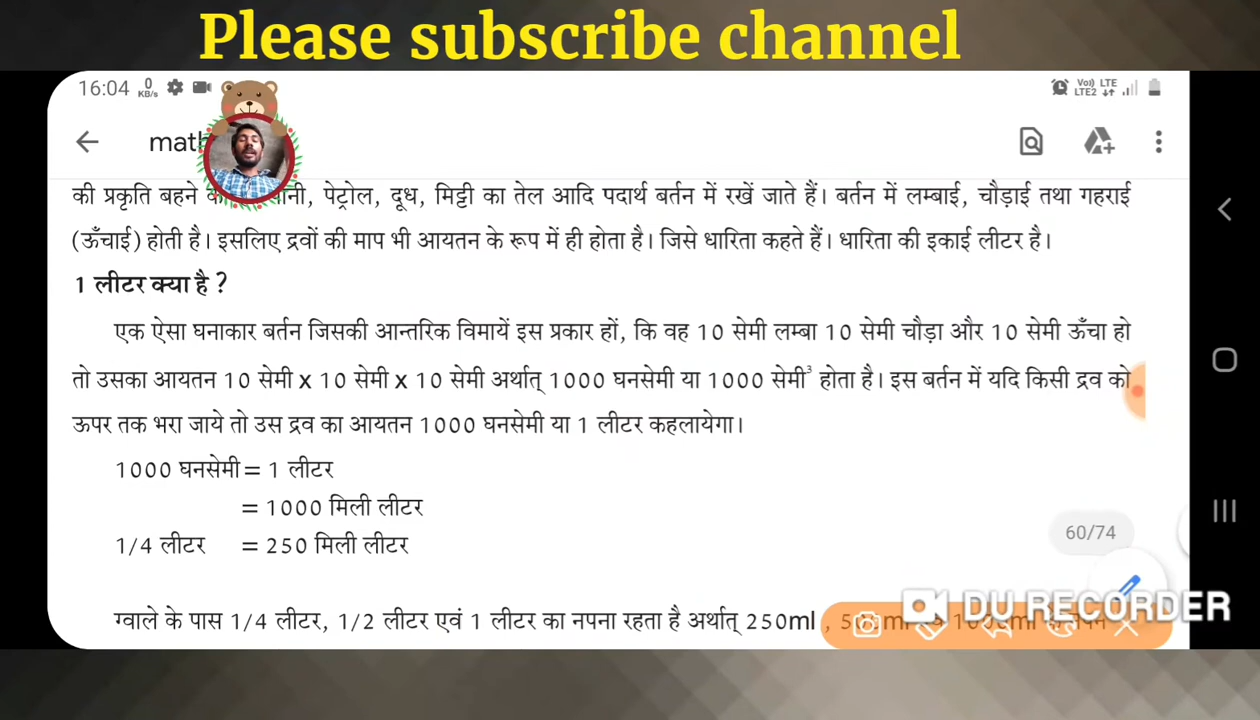 Please subscribe channel
16:04 0 KB/s Vo) LTE LTE2
math
की प्रकृति बहने पानी, पेट्रोल, दूध, मिट्टी का तेल आदि पदार्थ बर्तन में रखें जाते हैं। बर्तन में लम्बाई, चौड़ाई तथा गहराई
(ऊँचाई) होती है। इसलिए द्रवों की माप भी आयतन के रूप में ही होता है। जिसे धारिता कहते हैं। धारिता की इकाई लीटर है।
1 लीटर क्या है ?
एक ऐसा घनाकार बर्तन जिसकी आन्तरिक विमायें इस प्रकार हों, कि वह 10 सेमी लम्बा 10 सेमी चौड़ा और 10 सेमी ऊँचा हो
तो उसका आयतन 10 सेमी x 10 सेमी x 10 सेमी अर्थात् 1000 घनसेमी या 1000 सेमी³ होता है। इस बर्तन में यदि किसी द्रव को
ऊपर तक भरा जाये तो उस द्रव का आयतन 1000 घनसेमी या 1 लीटर कहलायेगा।
1000 घनसेमी = 1 लीटर
= 1000 मिली लीटर
1/4 लीटर = 250 मिली लीटर
60/74
DU RECORDER
ग्वाले के पास 1/4 लीटर, 1/2 लीटर एवं 1 लीटर का नपना रहता है अर्थात् 250ml,